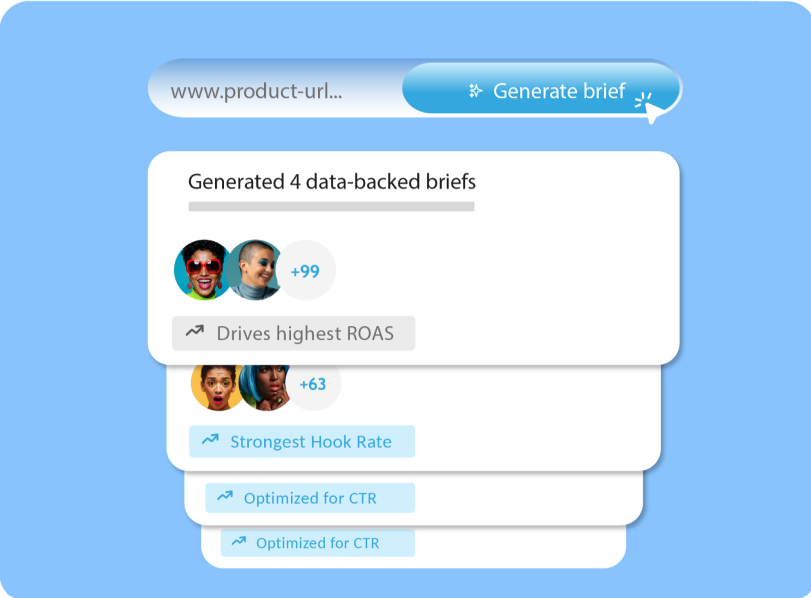 www.product-url...
Generate brief
Generated 4 data-backed briefs
+99
Drives highest ROAS
+63
Strongest Hook Rate
Optimized for CTR
Optimized for CTR